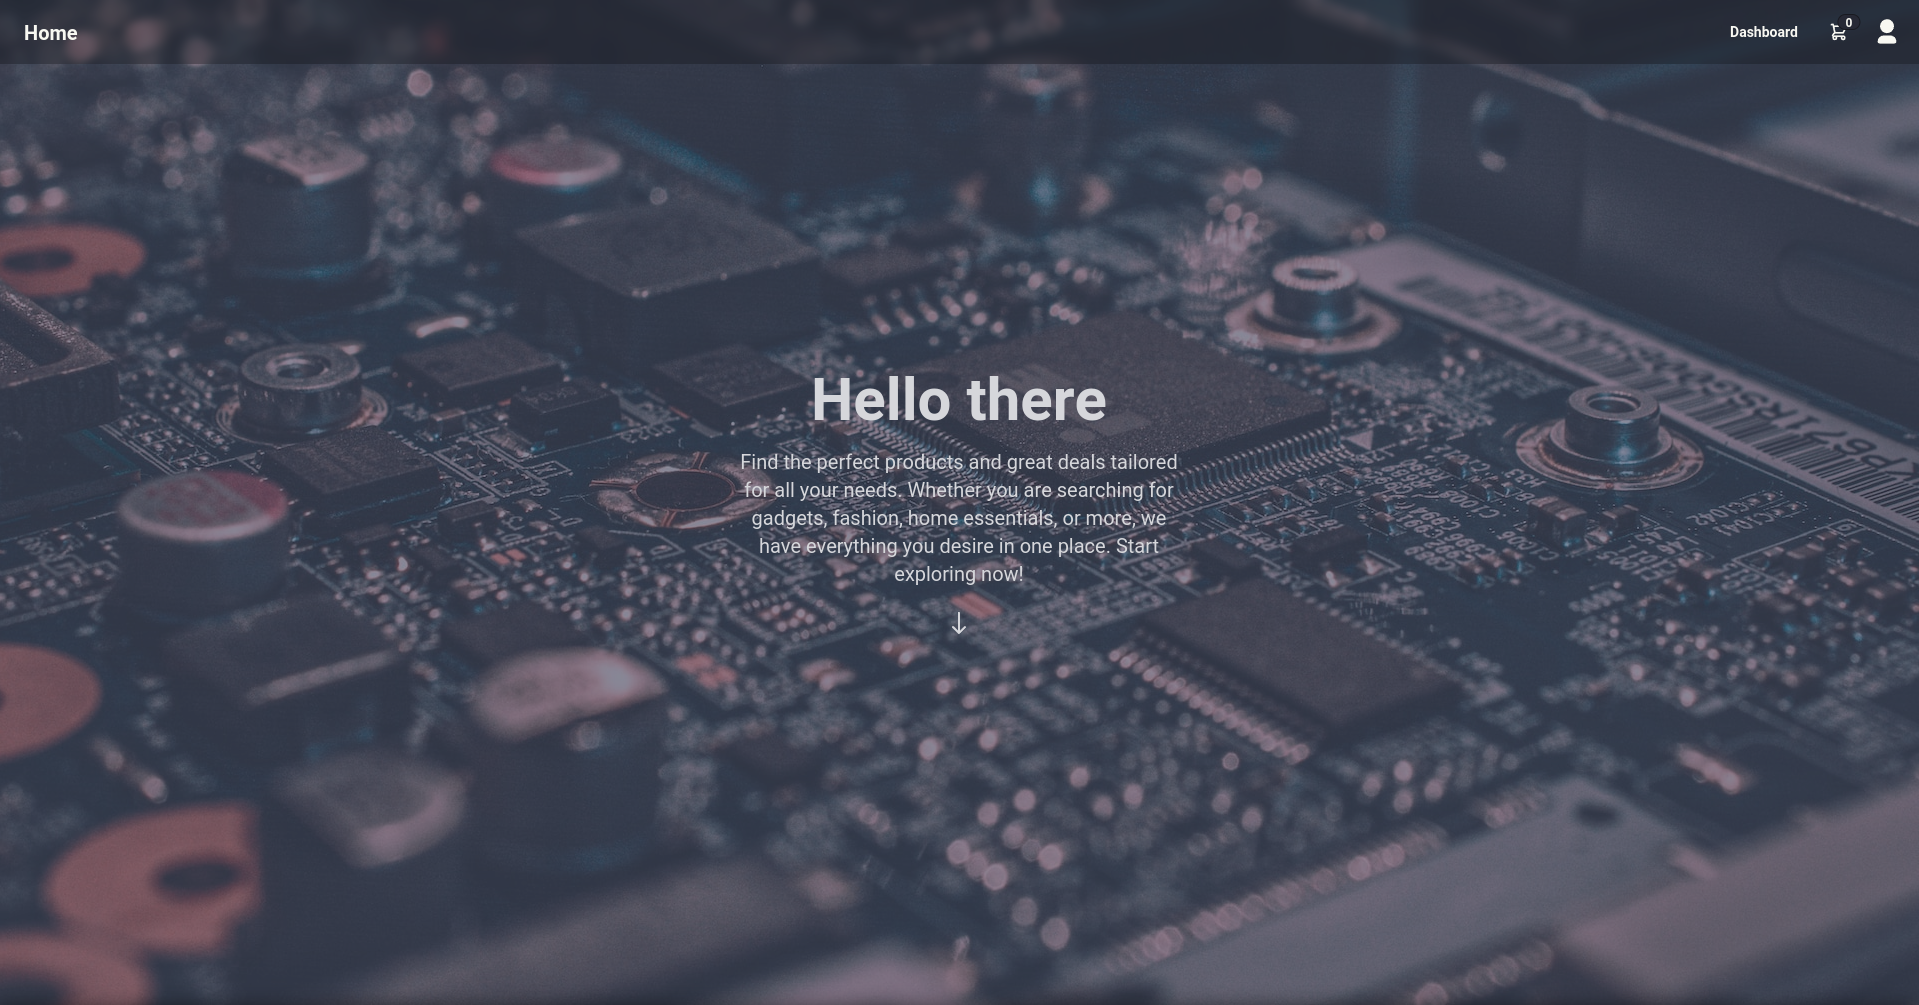 Home
Dashboard
0
Hello there
Find the perfect products and great deals tailored
for all your needs. Whether you are searching for
gadgets, fashion, home essentials, or more, we
have everything you desire in one place. Start
exploring now!